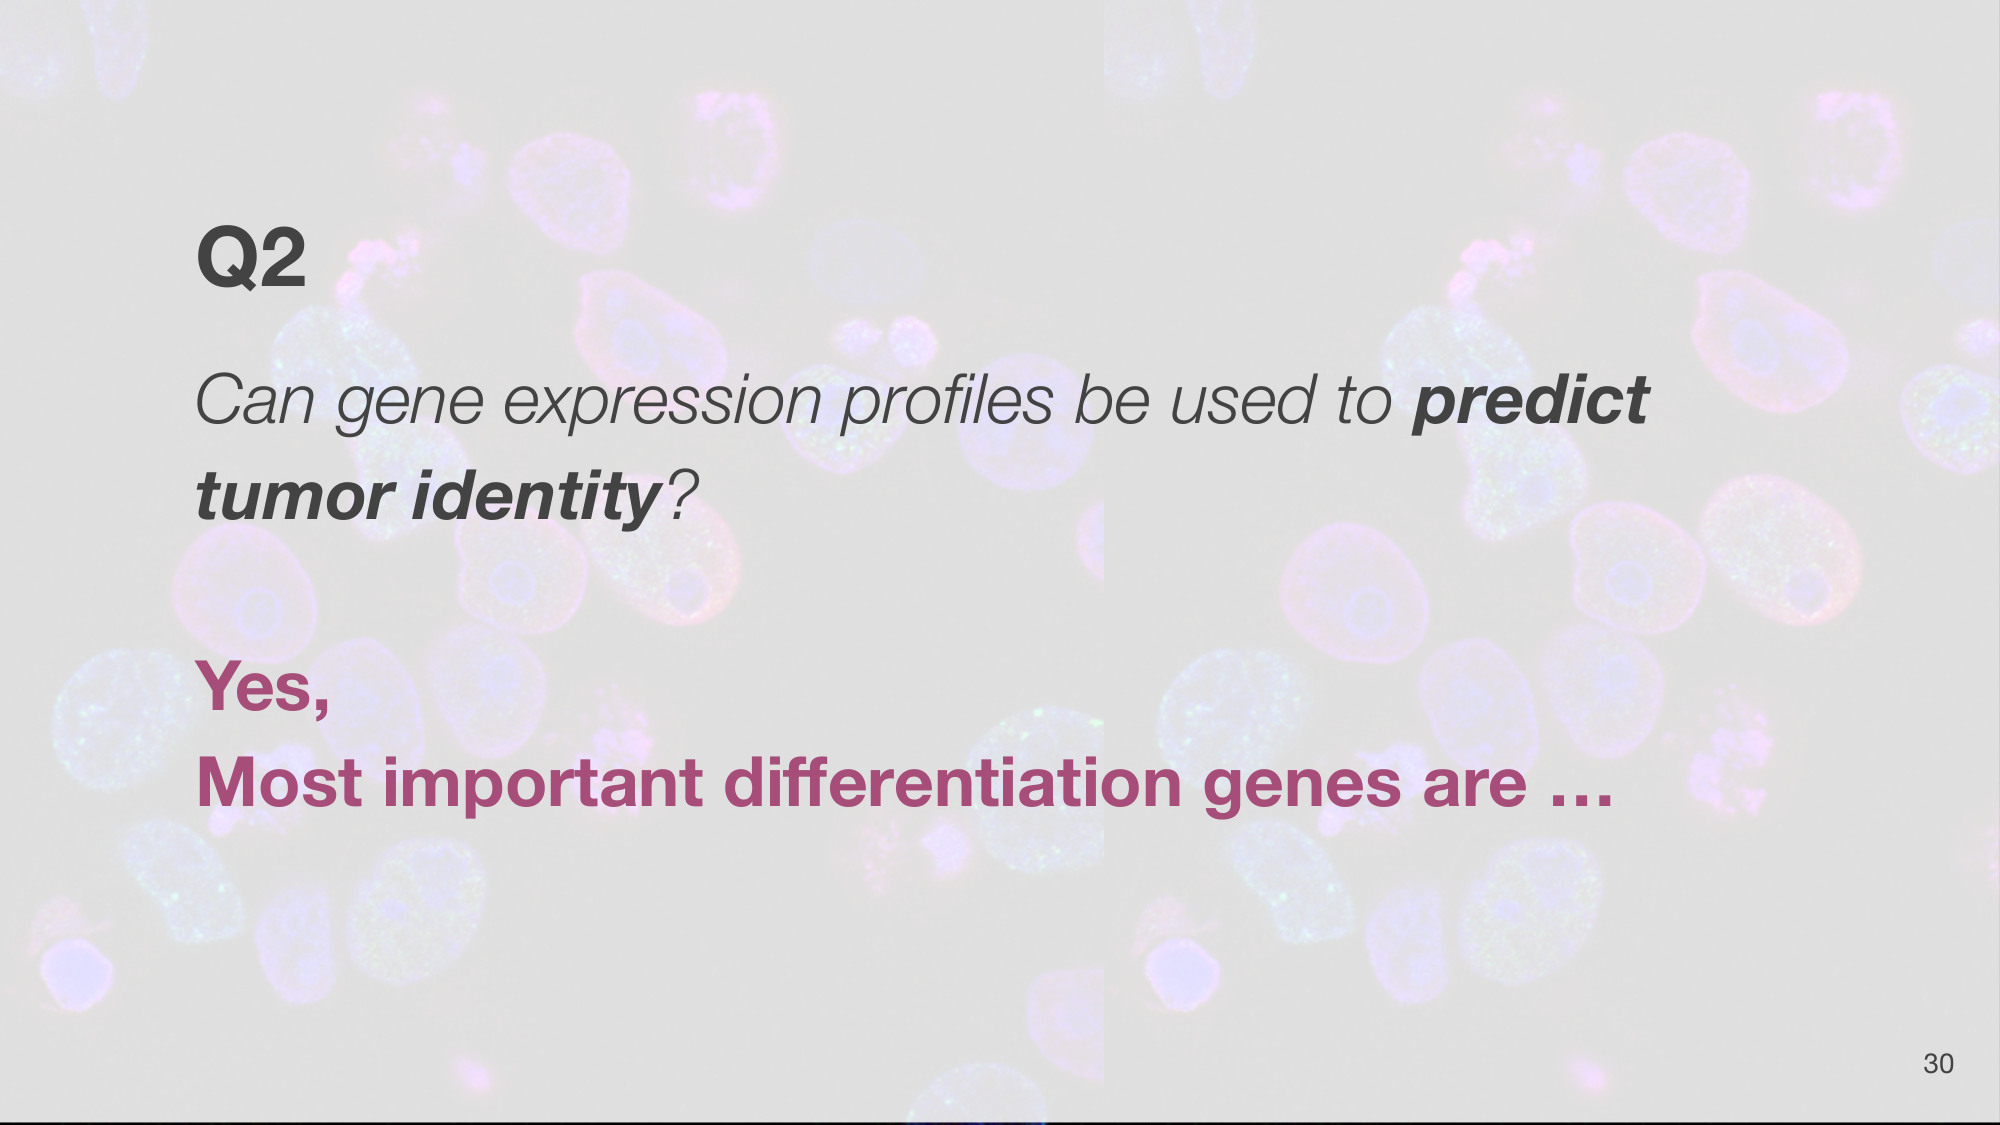 Q2
Can gene expression profiles be used to predict
tumor identity?
Yes,
Most important differentiation genes are …
30